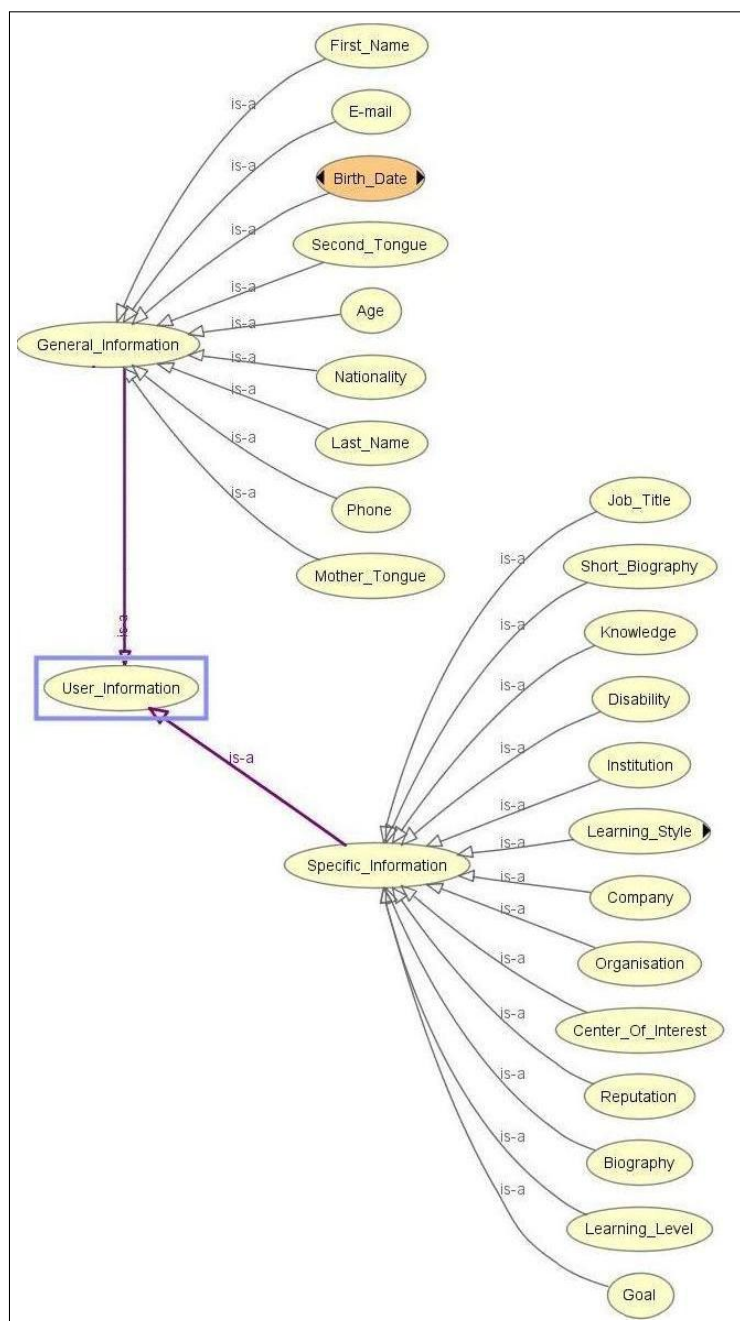 First_Name
is-a
E-mail
is-a
Birth_Date
is-a
Second_Tongue
is-a
Age
is-a
General_Information
Nationality
is-a
Last_Name
is-a
Phone
is-a
Mother_Tongue
is-a
is-a
User_Information
is-a
Job_Title
is-a
Short_Biography
is-a
Knowledge
is-a
Disability
is-a
Institution
is-a
Learning_Style
is-a
Specific_Information
Company
is-a
Organisation
is-a
Center_Of_Interest
is-a
Reputation
is-a
Biography
is-a
Learning_Level
is-a
Goal
is-a